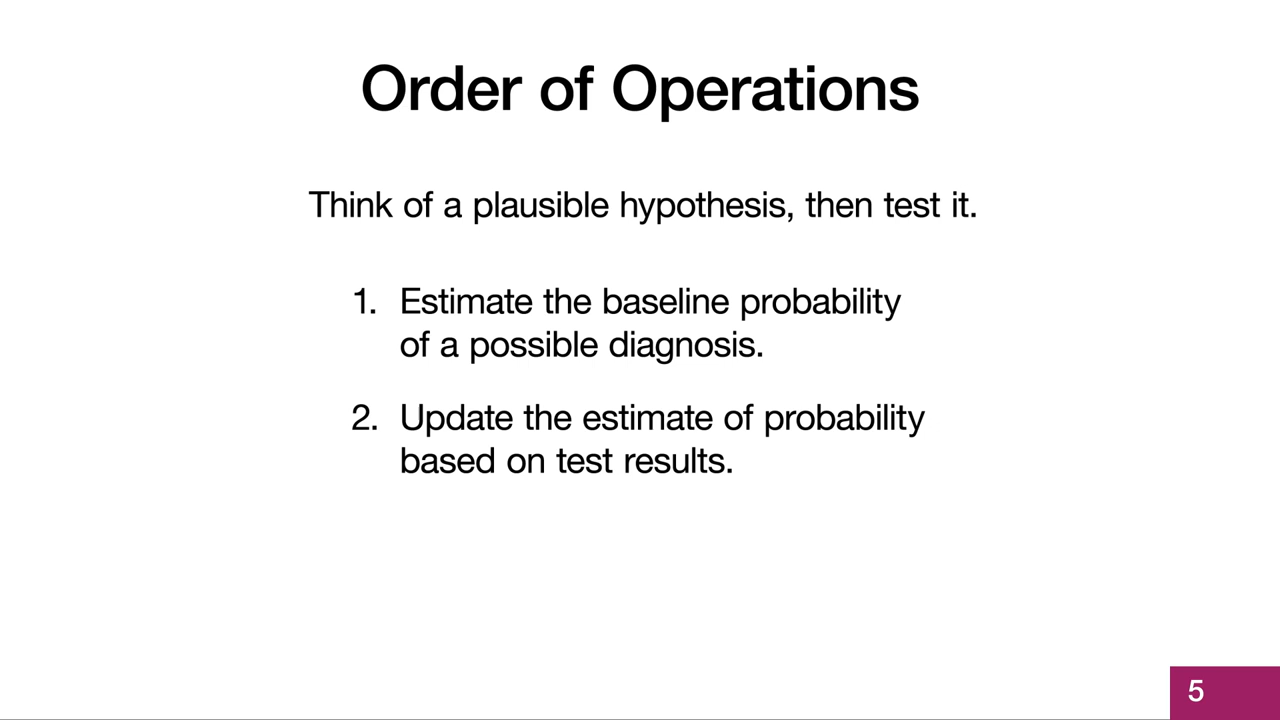 Order of Operations
Think of a plausible hypothesis, then test it.
1. Estimate the baseline probability
of a possible diagnosis.
2. Update the estimate of probability
based on test results.
5